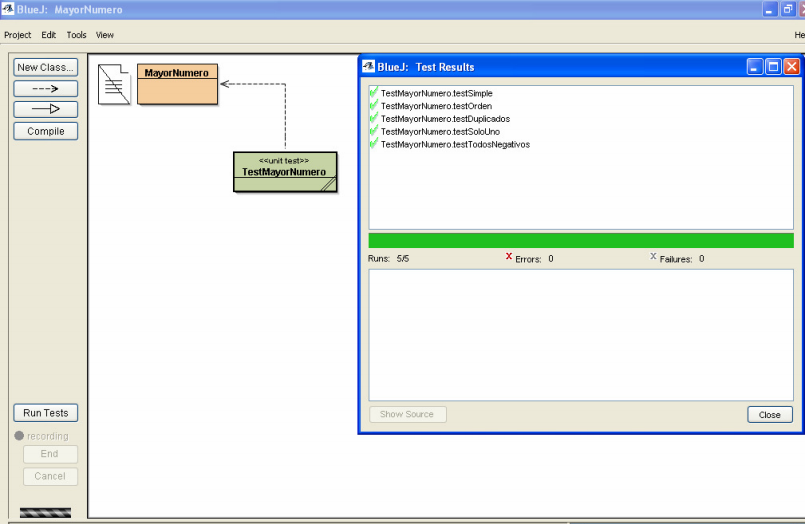 BlueJ: MayorNumero
Project Edit Tools View He
New Class...
Compile
MayorNumero
<<unit test>>
TestMayorNumero
Run Tests
recording
End
Cancel
BlueJ: Test Results
TestMayorNumero.testSimple
TestMayorNumero.testOrden
TestMayorNumero.testDuplicados
TestMayorNumero.testSoloUno
TestMayorNumero.testTodosNegativos
Runs: 5/5 X Errors: 0 X Failures: 0
Show Source Close